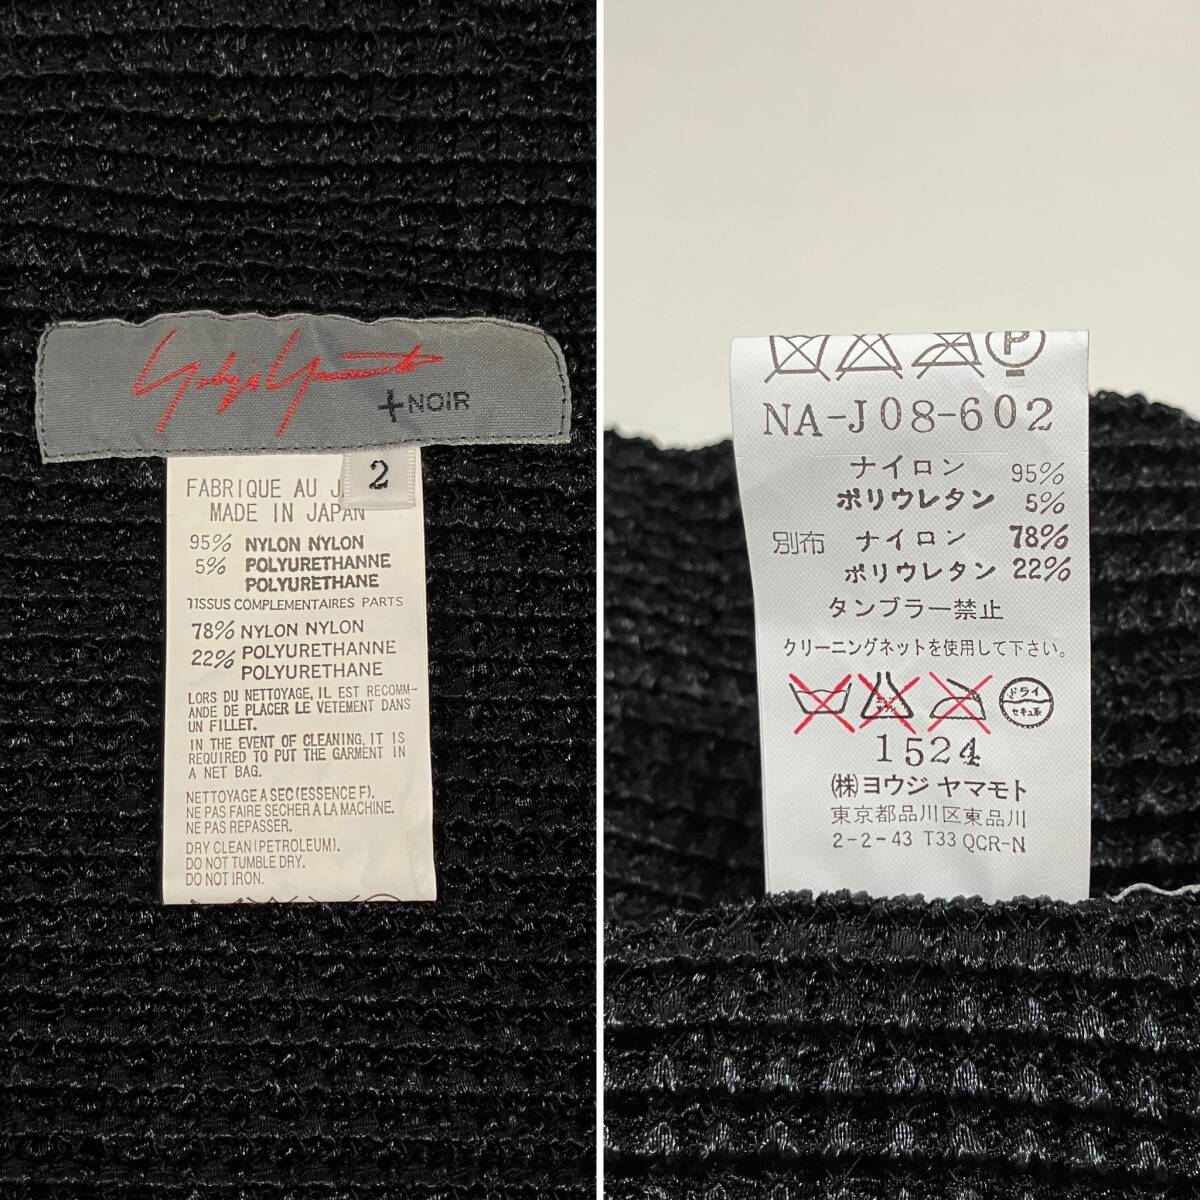 Yohji Yamamoto
+NOIR
2
FABRIQUE AU J
MADE IN JAPAN
95% NYLON NYLON
5% POLYURETHANNE
POLYURETHANE
TISSUS COMPLEMENTAIRES PARTS
78% NYLON NYLON
22% POLYURETHANNE
POLYURETHANE
LORS DU NETTOYAGE, IL EST RECOMM-
ANDE DE PLACER LE VETEMENT DANS
UN FILLET.
IN THE EVENT OF CLEANING, IT IS
REQUIRED TO PUT THE GARMENT IN
A NET BAG.
NETTOYAGE A SEC (ESSENCE F).
NE PAS FAIRE SECHER A LA MACHINE.
NE PAS REPASSER.
DRY CLEAN (PETROLEUM).
DO NOT TUMBLE DRY.
DO NOT IRON.
P
NA-J08-602
ナイロン 95%
ポリウレタン 5%
別布 ナイロン 78%
ポリウレタン 22%
タンブラー禁止
クリーニングネットを使用して下さい。
エンソサラシ
ドライ
セキユ系
1524
(株)ヨウジ ヤマモト
東京都品川区東品川
2-2-43 T33 QCR-N